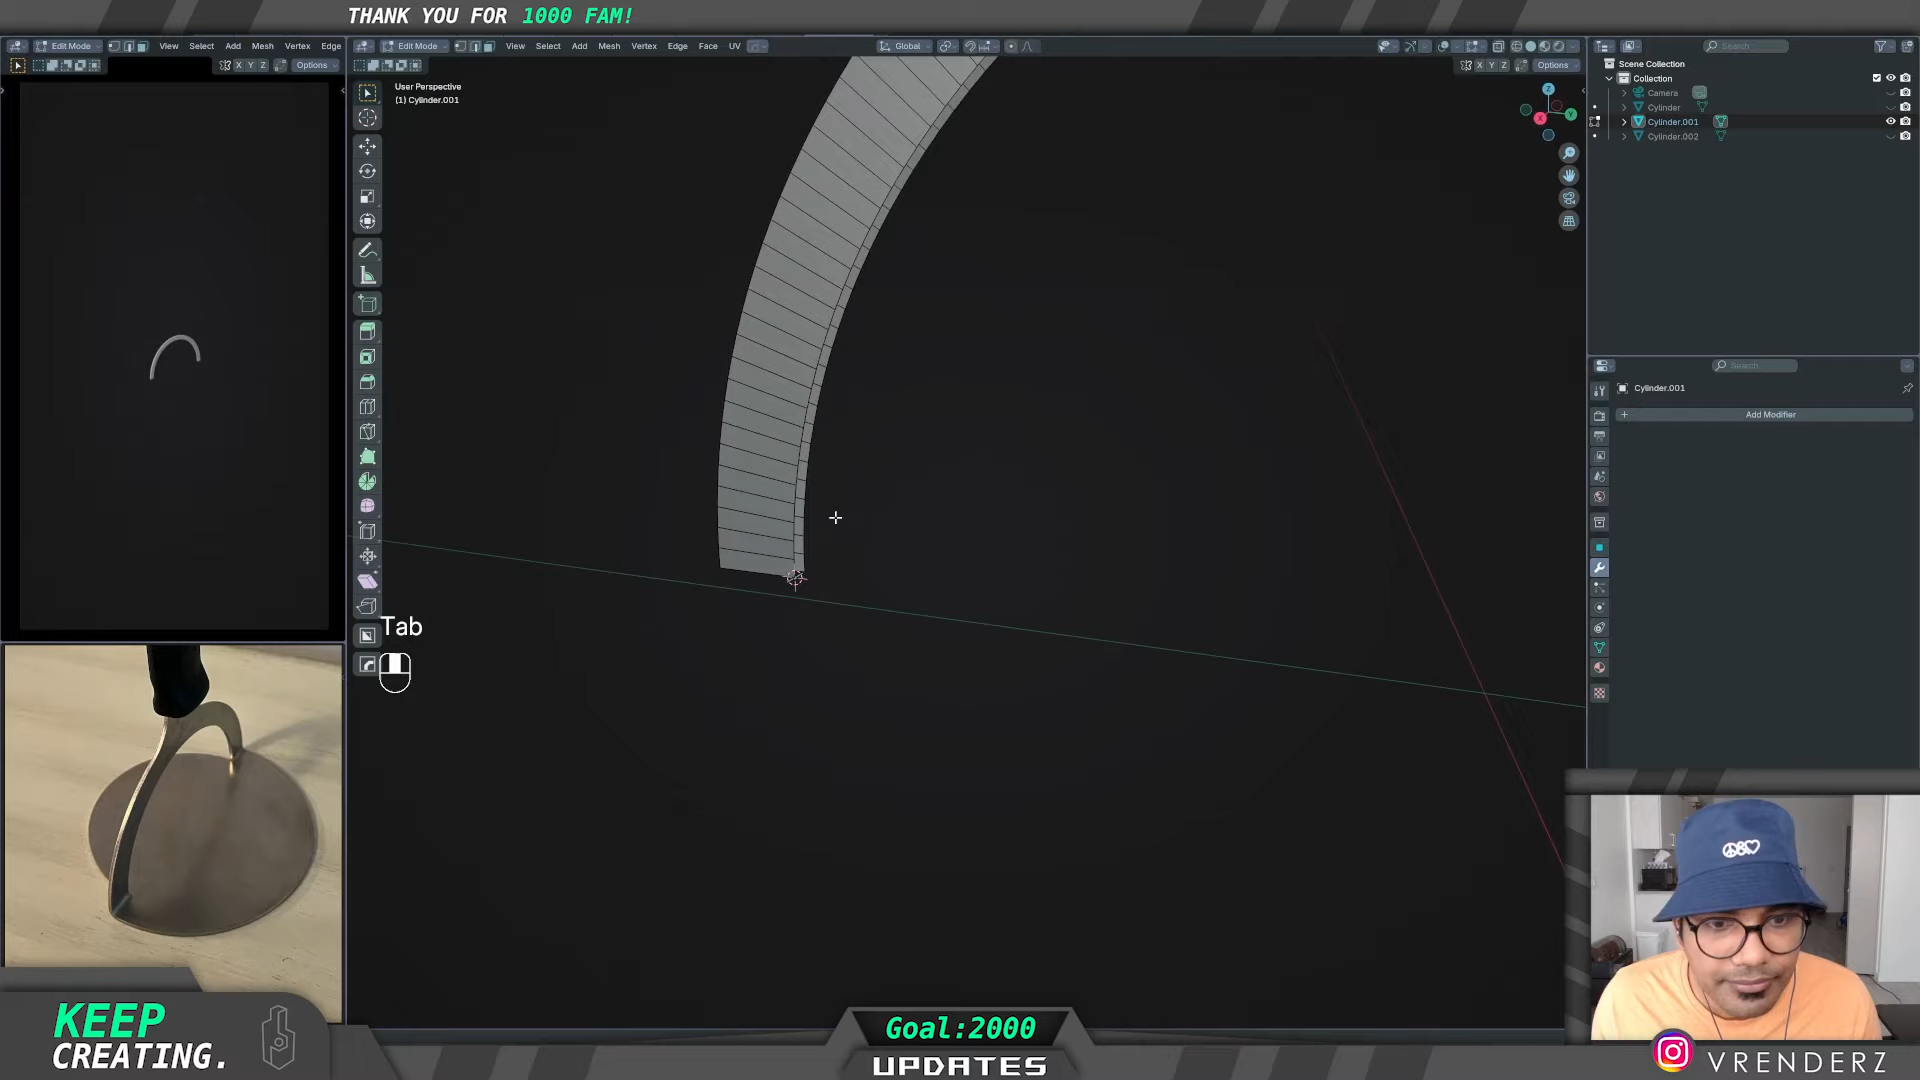 THANK YOU FOR 1000 FAM!
Edit Mode View Select Add Mesh Vertex Edge
X Y Z Options
Edit Mode View Select Add Mesh Vertex Edge Face UV
Global
X Y Z Options
User Perspective
(1) Cylinder.001
Z
X
Y
Search
Scene Collection
Collection
Camera
Cylinder
Cylinder.001
Cylinder.002
Search
Cylinder.001
+ Add Modifier
Tab
KEEP
CREATING.
Goal:2000
UPDATES
VRENDERZ